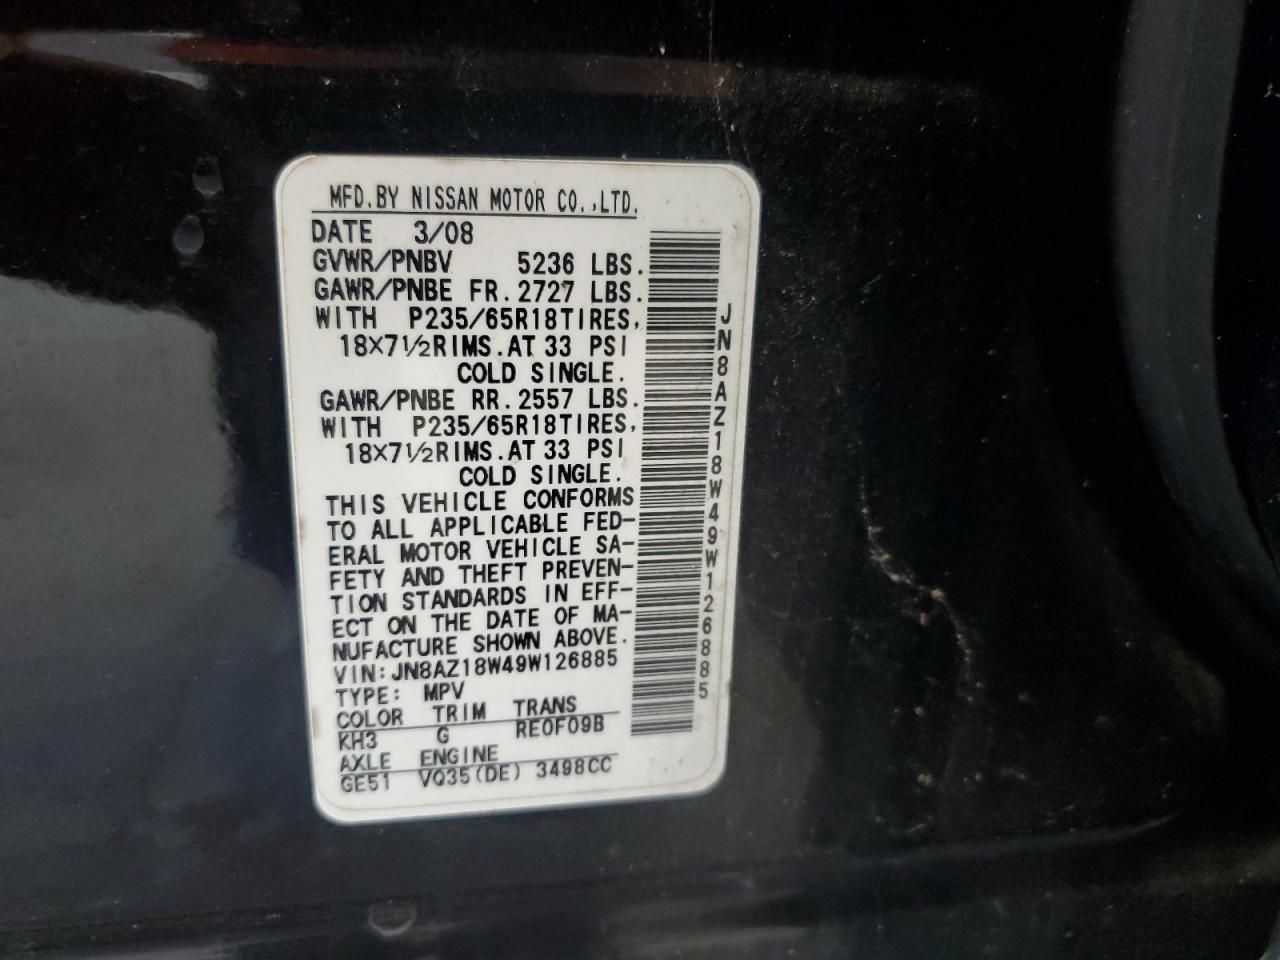 MFD.BY NISSAN MOTOR CO.,LTD.
DATE 3/08
GVWR/PNBV 5236 LBS.
GAWR/PNBE FR. 2727 LBS.
WITH P235/65R18TIRES,
18×7½RIMS.AT 33 PSI
COLD SINGLE.
GAWR/PNBE RR. 2557 LBS.
WITH P235/65R18TIRES,
18×7½RIMS.AT 33 PSI
COLD SINGLE.
THIS VEHICLE CONFORMS
TO ALL APPLICABLE FED-
ERAL MOTOR VEHICLE SA-
FETY AND THEFT PREVEN-
TION STANDARDS IN EFF-
ECT ON THE DATE OF MA-
NUFACTURE SHOWN ABOVE.
VIN:JN8AZ18W49W126885
TYPE: MPV
COLOR TRIM TRANS
KH3 G RE0F09B
AXLE ENGINE
GE51 VQ35(DE) 3498CC
JN8AZ18W49W126885